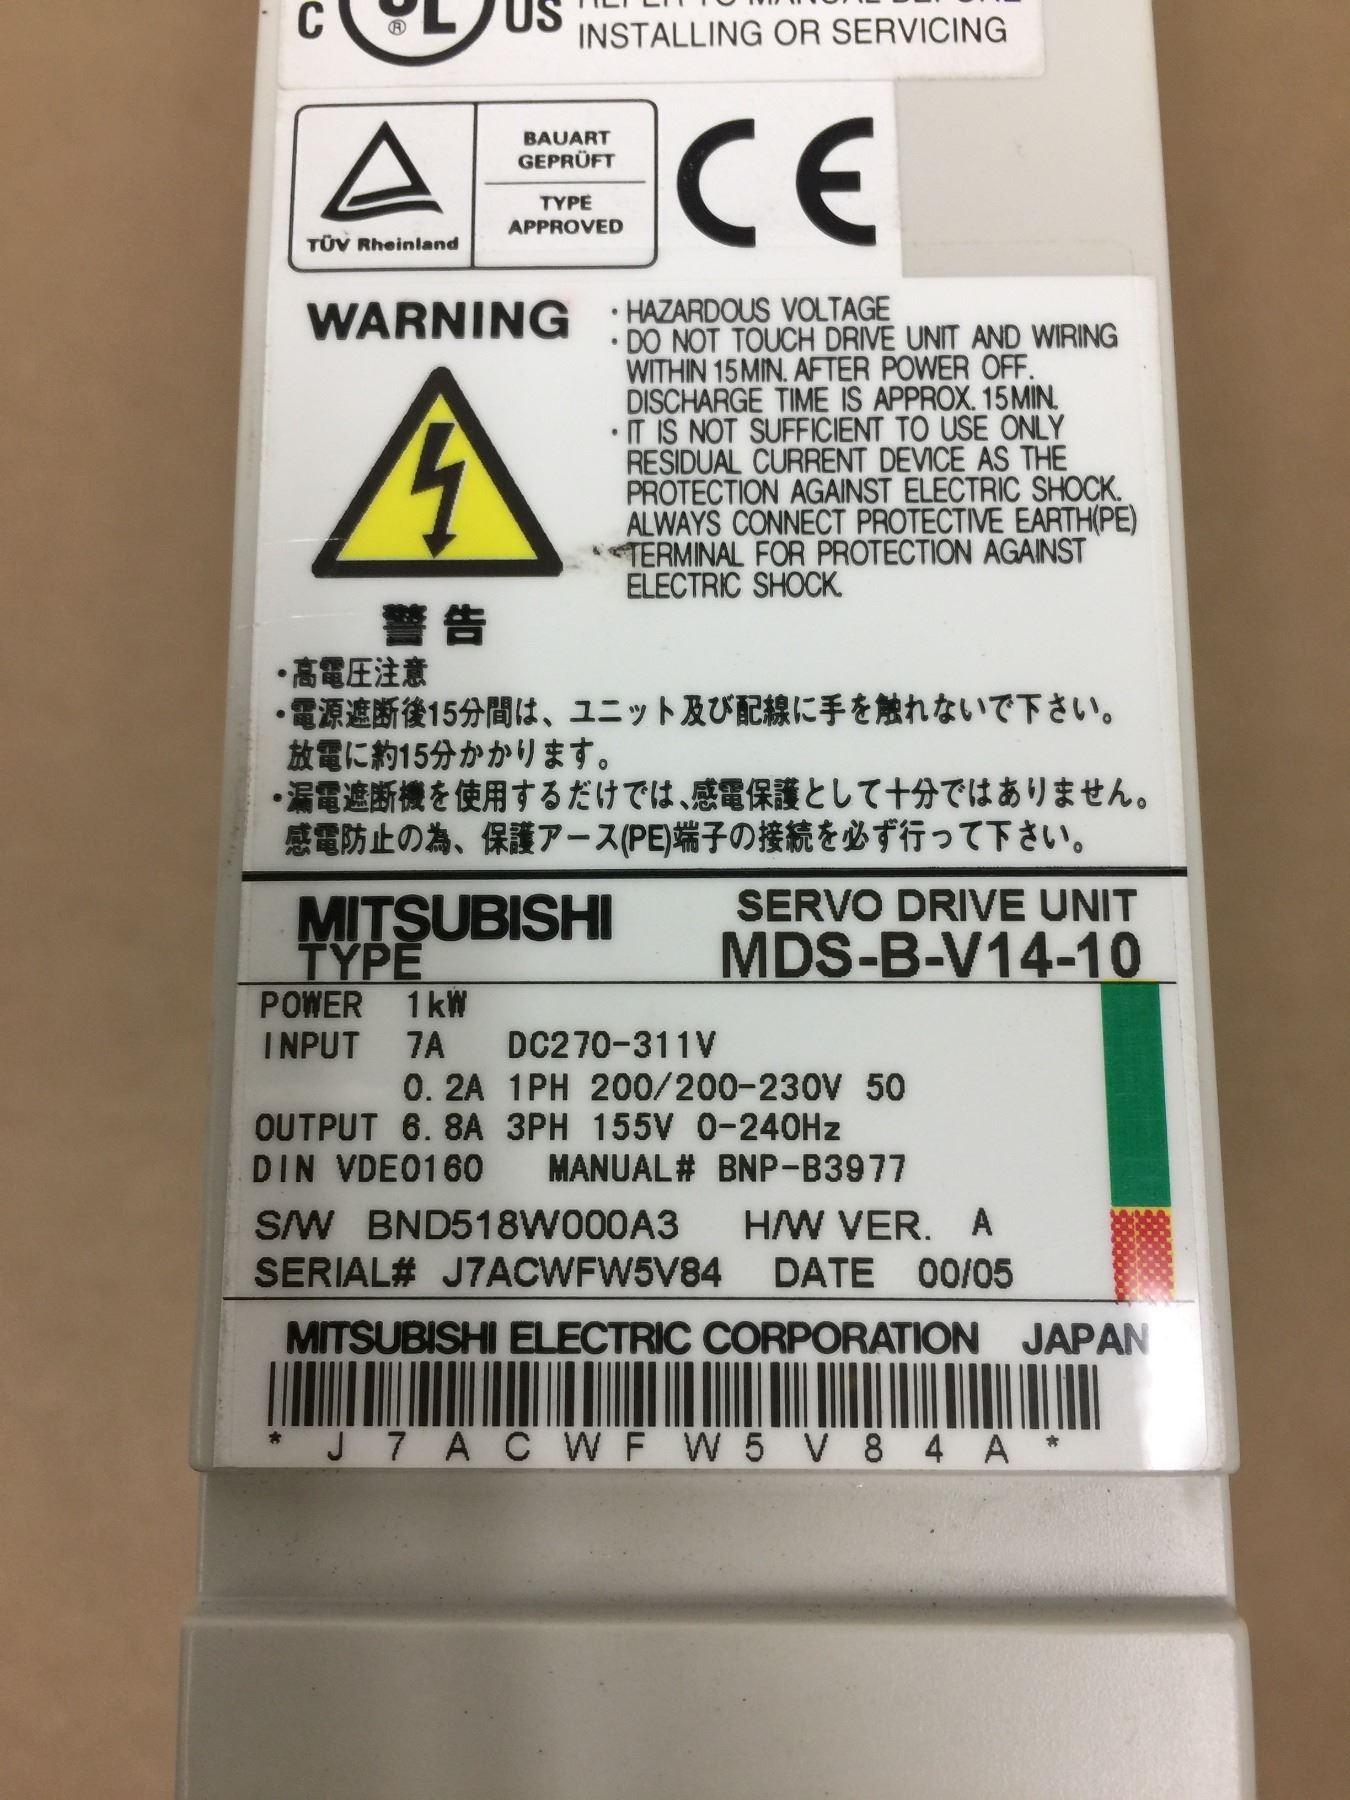 C UL US REFER TO MANUAL BEFORE
®
INSTALLING OR SERVICING
BAUART
GEPRÜFT
TYPE
APPROVED
TÜV Rheinland
CE
WARNING
・HAZARDOUS VOLTAGE
・DO NOT TOUCH DRIVE UNIT AND WIRING
WITHIN 15MIN. AFTER POWER OFF.
DISCHARGE TIME IS APPROX. 15MIN.
・IT IS NOT SUFFICIENT TO USE ONLY
RESIDUAL CURRENT DEVICE AS THE
PROTECTION AGAINST ELECTRIC SHOCK.
ALWAYS CONNECT PROTECTIVE EARTH(PE)
TERMINAL FOR PROTECTION AGAINST
ELECTRIC SHOCK.
警告
・高電圧注意
・電源遮断後15分間は、ユニット及び配線に手を触れないで下さい。
放電に約15分かかります。
・漏電遮断機を使用するだけでは、感電保護として十分ではありません。
感電防止の為、保護アース(PE)端子の接続を必ず行って下さい。
MITSUBISHI SERVO DRIVE UNIT
TYPE MDS-B-V14-10
POWER 1kW
INPUT 7A DC270-311V
0.2A 1PH 200/200-230V 50
OUTPUT 6.8A 3PH 155V 0-240Hz
DIN VDE0160 MANUAL# BNP-B3977
S/W BND518W000A3 H/W VER. A
SERIAL# J7ACWFW5V84 DATE 00/05
MITSUBISHI ELECTRIC CORPORATION JAPAN
* J 7 A C W F W 5 V 8 4 A *